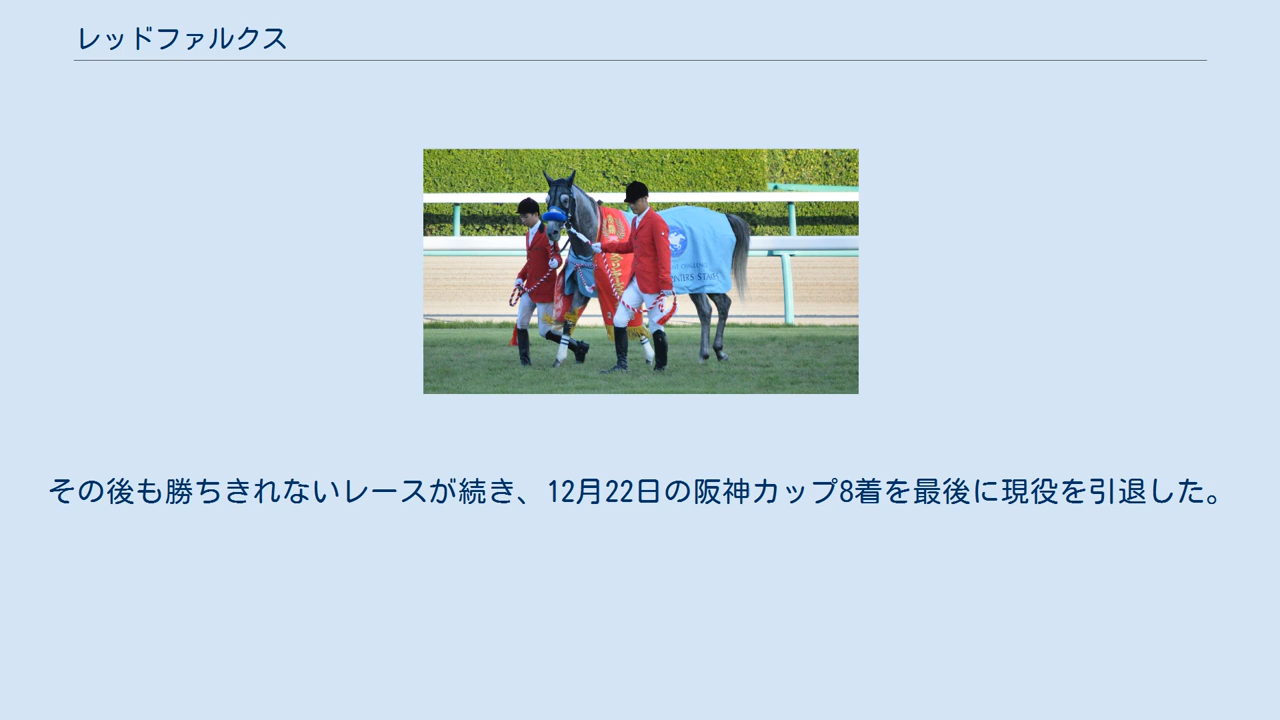 レッドファルクス
その後も勝ちきれないレースが続き、12月22日の阪神カップ8着を最後に現役を引退した。